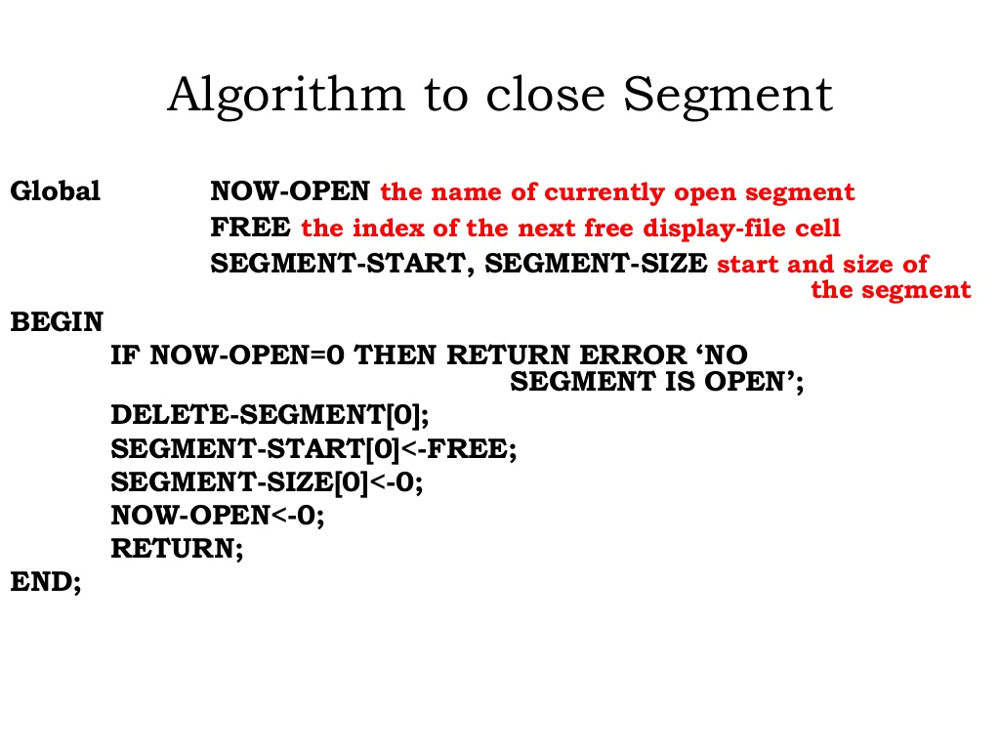 Algorithm to close Segment
Global NOW-OPEN the name of currently open segment
FREE the index of the next free display-file cell
SEGMENT-START, SEGMENT-SIZE start and size of
the segment
BEGIN
IF NOW-OPEN=0 THEN RETURN ERROR ‘NO
SEGMENT IS OPEN’;
DELETE-SEGMENT[0];
SEGMENT-START[0]<-FREE;
SEGMENT-SIZE[0]<-0;
NOW-OPEN<-0;
RETURN;
END;